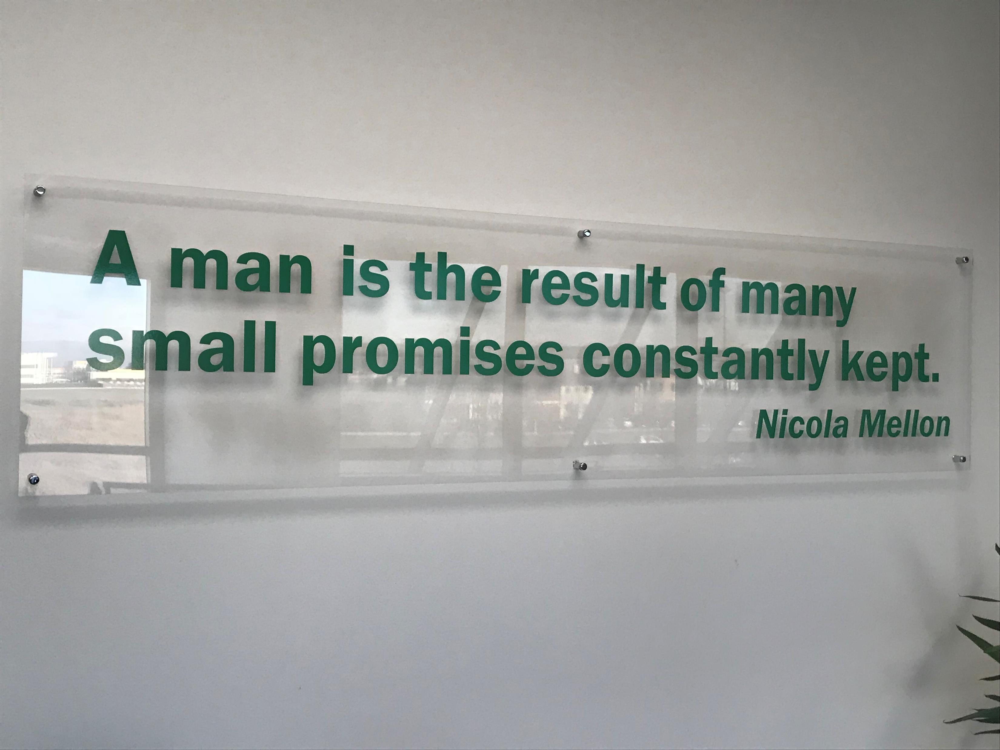 A man is the result of many
small promises constantly kept.
Nicola Mellon